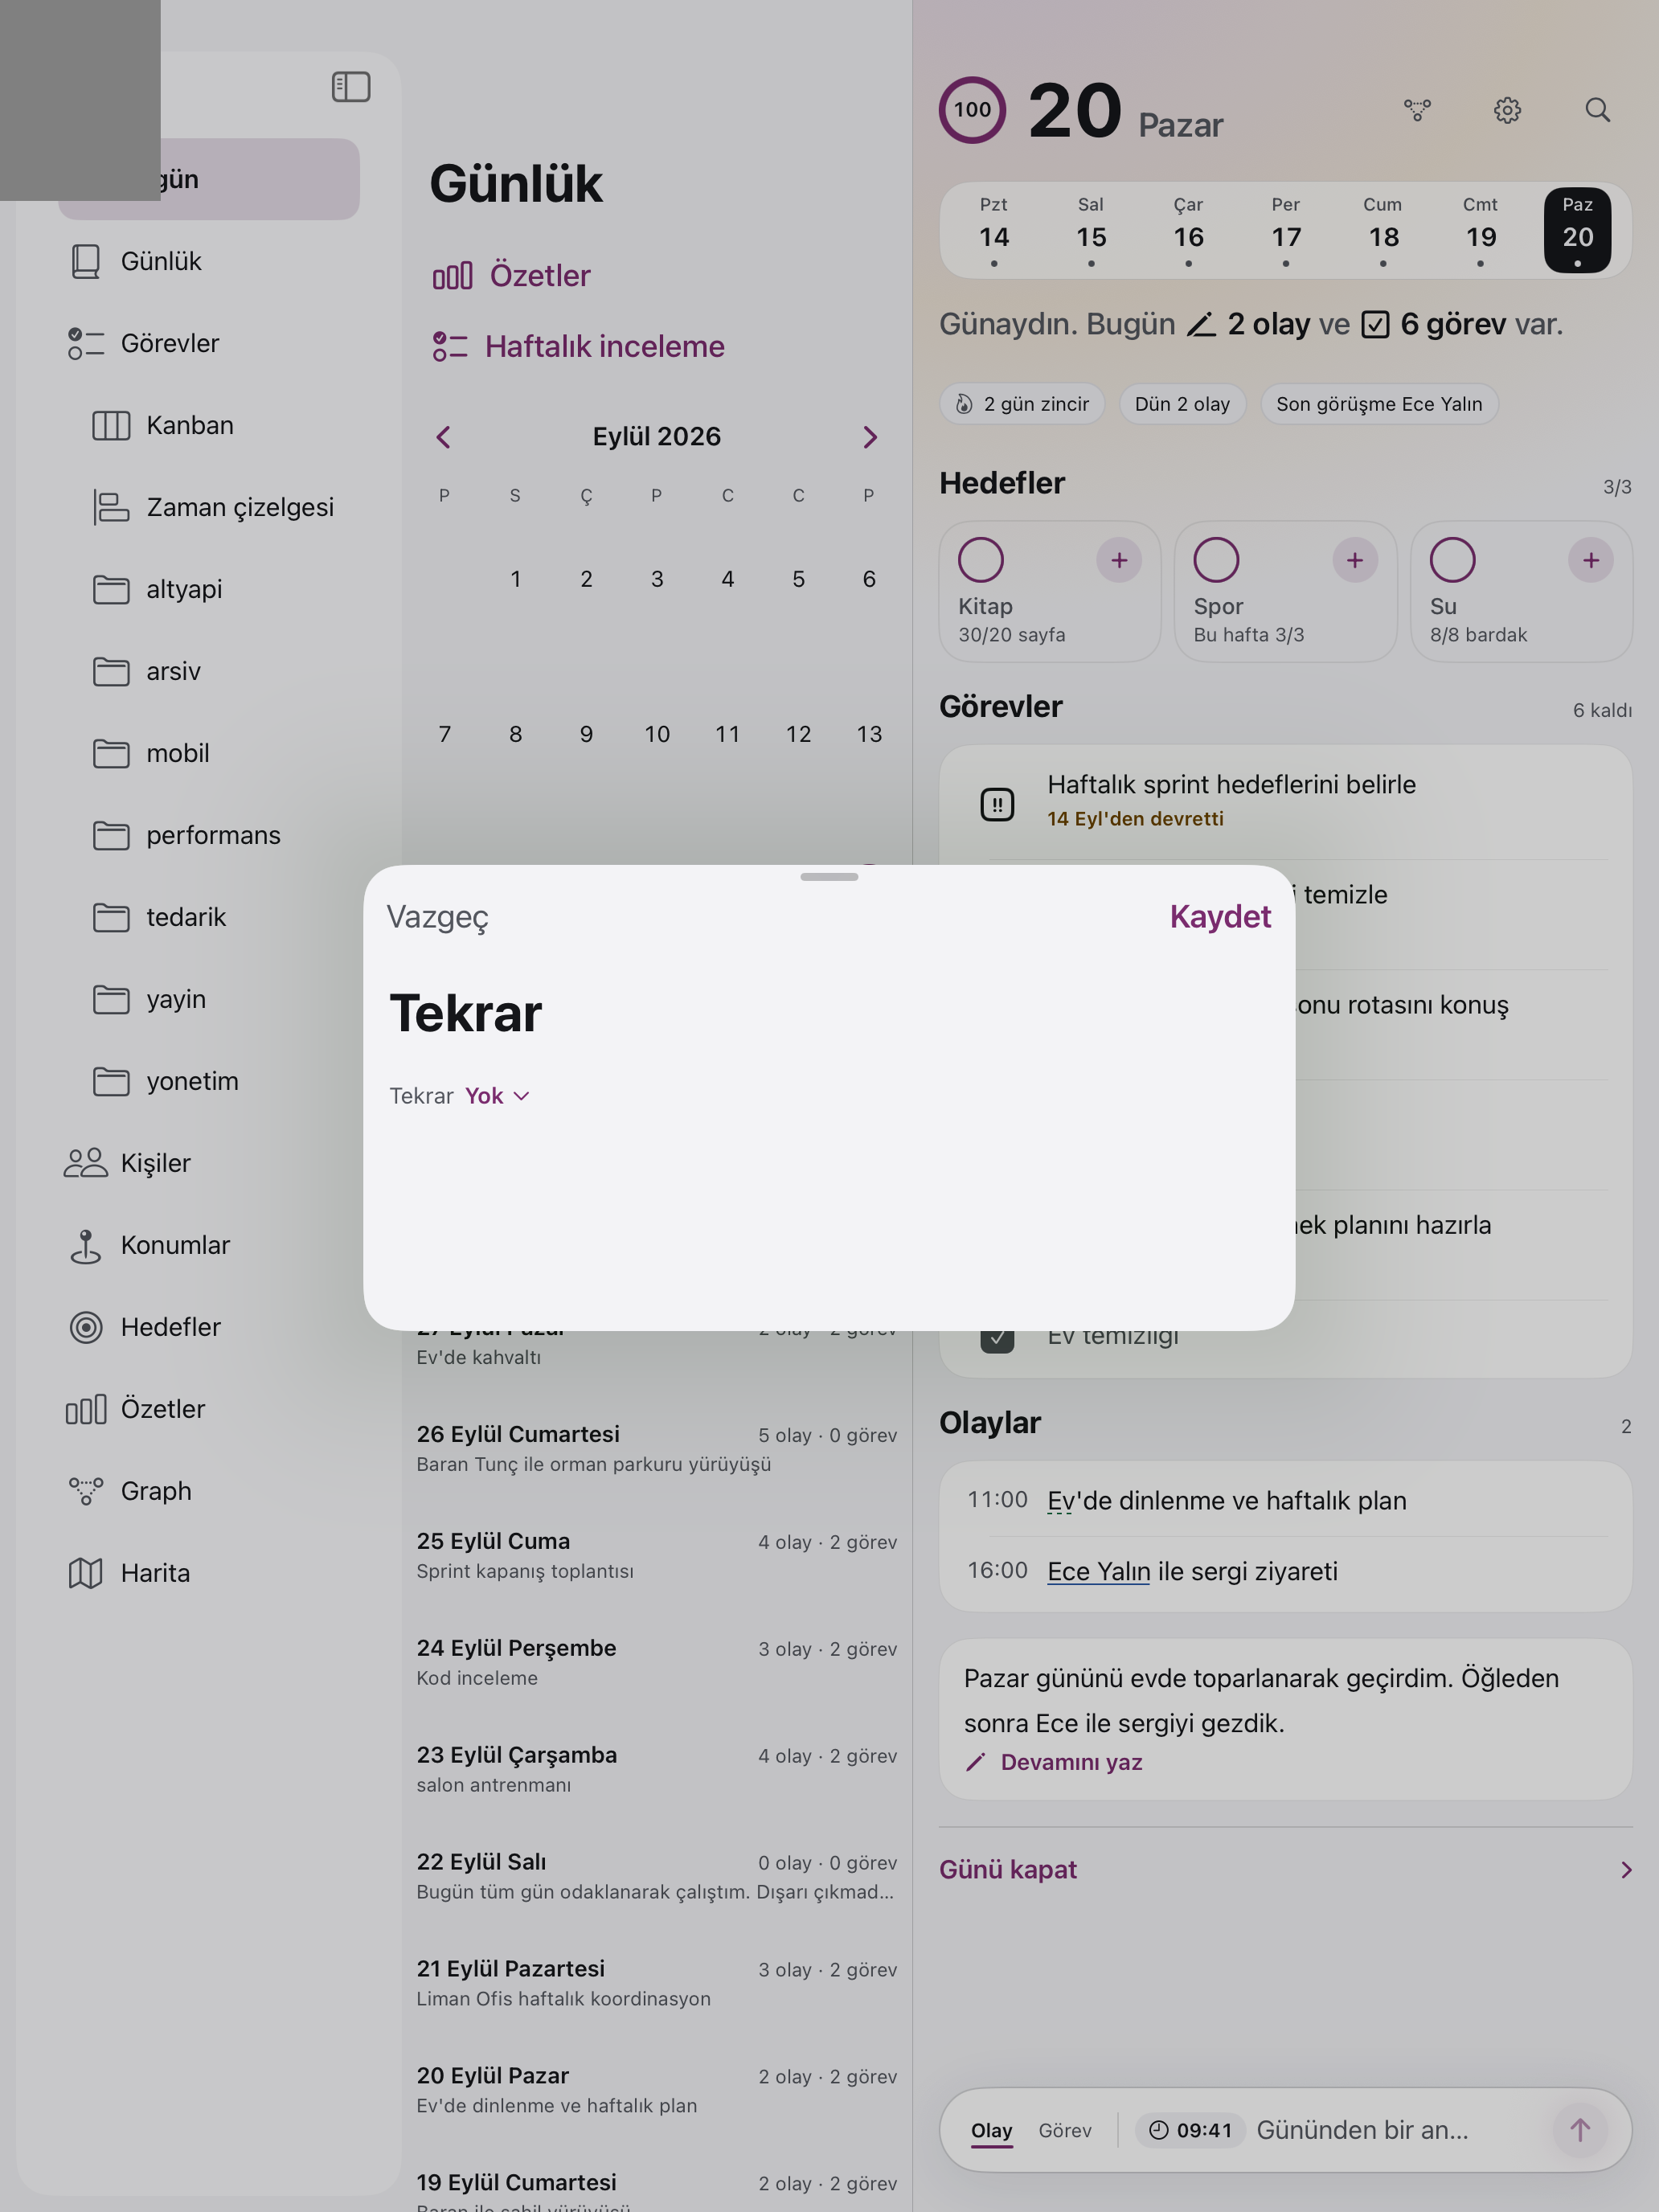 gün
Günlük
Görevler
Kanban
Zaman çizelgesi
altyapi
arsiv
mobil
performans
tedarik
yayin
yonetim
Kişiler
Konumlar
Hedefler
Özetler
Graph
Harita
Günlük
Özetler
Haftalık inceleme
Eylül 2026
P S Ç P C C P
1 2 3 4 5 6
7 8 9 10 11 12 13
27 Eylül Pazar 2 olay · 2 görev
Ev'de kahvaltı
26 Eylül Cumartesi 5 olay · 0 görev
Baran Tunç ile orman parkuru yürüyüşü
25 Eylül Cuma 4 olay · 2 görev
Sprint kapanış toplantısı
24 Eylül Perşembe 3 olay · 2 görev
Kod inceleme
23 Eylül Çarşamba 4 olay · 2 görev
salon antrenmanı
22 Eylül Salı 0 olay · 0 görev
Bugün tüm gün odaklanarak çalıştım. Dışarı çıkmad...
21 Eylül Pazartesi 3 olay · 2 görev
Liman Ofis haftalık koordinasyon
20 Eylül Pazar 2 olay · 2 görev
Ev'de dinlenme ve haftalık plan
19 Eylül Cumartesi 2 olay · 2 görev
Baran ile sahil yürüyüşü
Vazgeç Kaydet
Tekrar
Tekrar Yok
100 20 Pazar
Pzt Sal Çar Per Cum Cmt Paz
14 15 16 17 18 19 20
Günaydın. Bugün 2 olay ve 6 görev var.
2 gün zincir Dün 2 olay Son görüşme Ece Yalın
Hedefler 3/3
Kitap
30/20 sayfa
Spor
Bu hafta 3/3
Su
8/8 bardak
Görevler 6 kaldı
!! Haftalık sprint hedeflerini belirle
14 Eyl'den devretti
temizle
onu rotasını konuş
ek planını hazırla
Ev temizliği
Olaylar 2
11:00 Ev'de dinlenme ve haftalık plan
16:00 Ece Yalın ile sergi ziyareti
Pazar gününü evde toparlanarak geçirdim. Öğleden
sonra Ece ile sergiyi gezdik.
Devamını yaz
Günü kapat
Olay Görev 09:41 Gününden bir an...